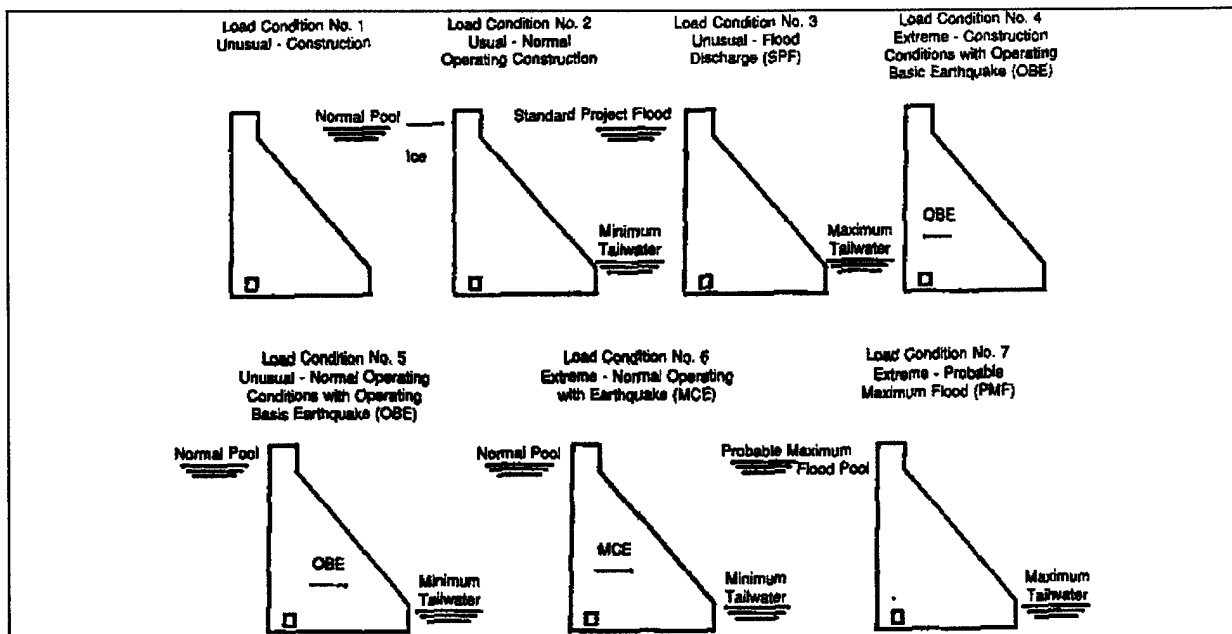 Load Condition No. 1
Unusual - Construction
Load Condition No. 2
Usual - Normal
Operating Construction
Load Condition No. 3
Unusual - Flood
Discharge (SPF)
Load Condition No. 4
Extreme - Construction
Conditions with Operating
Basic Earthquake (OBE)
Normal Pool
Ice
Minimum
Tailwater
Standard Project Flood
Maximum
Tailwater
OBE
Load Condition No. 5
Unusual - Normal Operating
Conditions with Operating
Basis Earthquake (OBE)
Load Condition No. 6
Extreme - Normal Operating
with Earthquake (MCE)
Load Condition No. 7
Extreme - Probable
Maximum Flood (PMF)
Normal Pool
OBE
Minimum
Tailwater
Normal Pool
MCE
Minimum
Tailwater
Probable Maximum
Flood Pool
Maximum
Tailwater